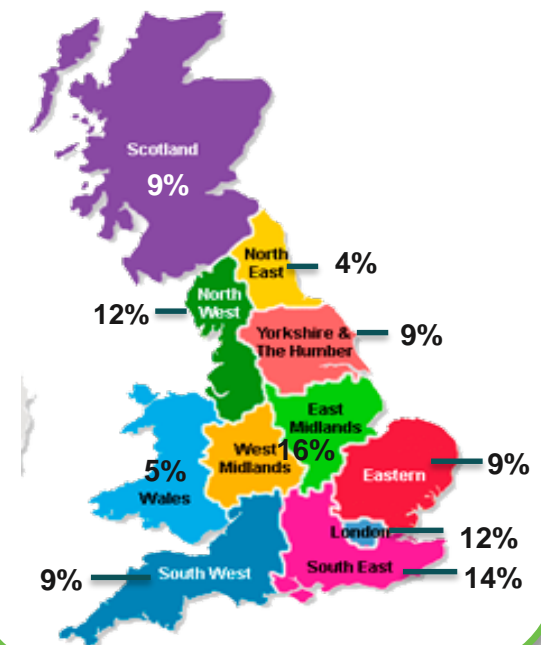 Scotland
9%
North
East
4%
North
West
12%
Yorkshire &
The Humber
9%
East
Midlands
16%
West
Midlands
5%
Wales
Eastern
9%
London
12%
South East
14%
South West
9%